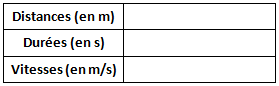 Distances (en m)
Durées (en s)
Vitesses (en m/s)